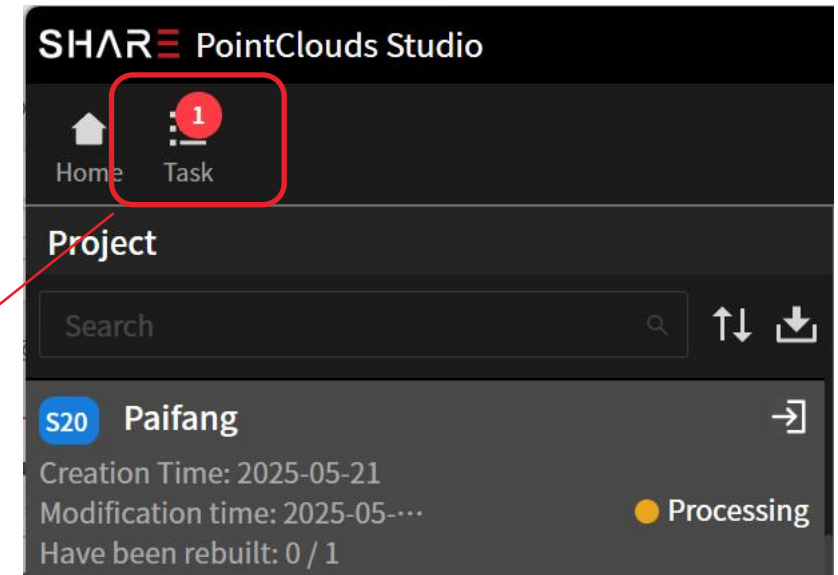 SHARE PointClouds Studio
1
Home Task
Project
Search
S20 Paifang
Creation Time: 2025-05-21
Modification time: 2025-05-···
Processing
Have been rebuilt: 0 / 1